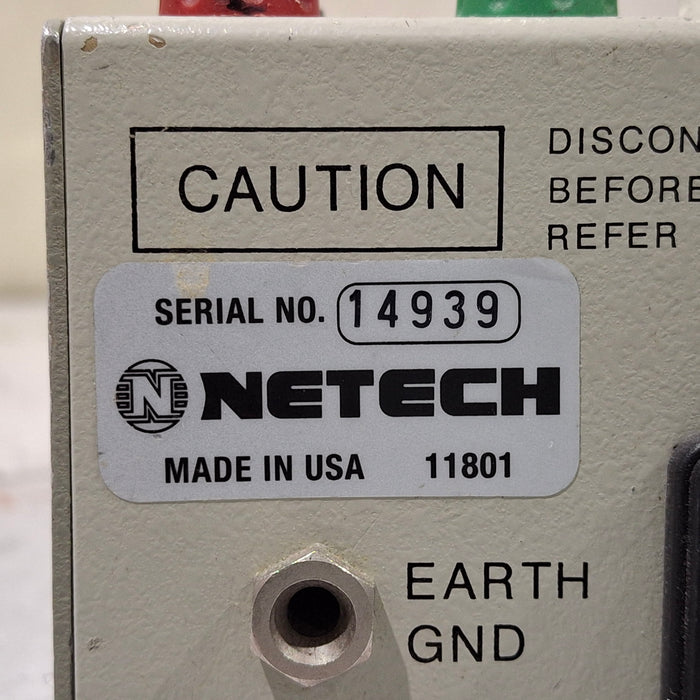 CAUTION
DISCON
BEFORE
REFER
SERIAL NO. 14939
N NETECH
MADE IN USA 11801
EARTH
GND